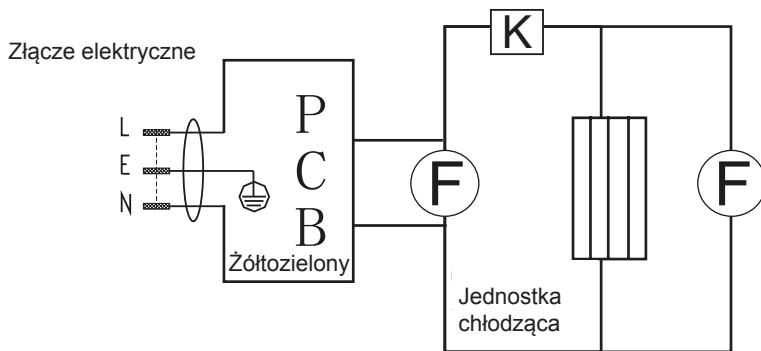 Złącze elektryczne
K
L
E
N
P
C
B
Żółtozielony
F
F
Jednostka
chłodząca